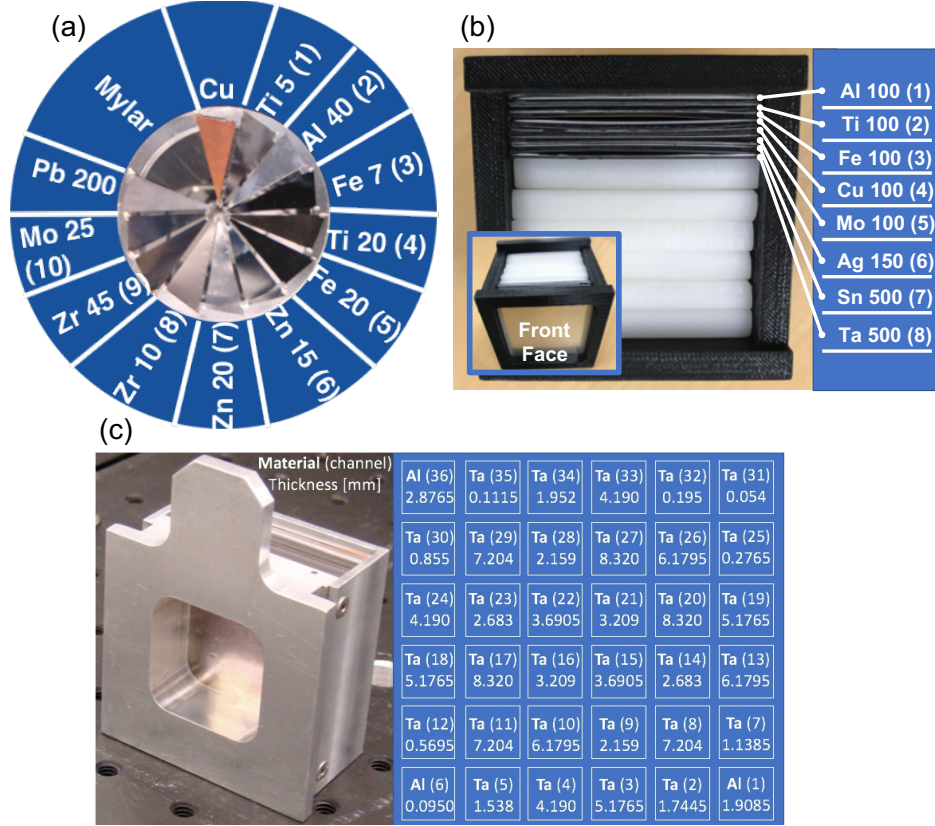 (a)
Cu
Ti 5 (1)
Al 40 (2)
Fe 7 (3)
Ti 20 (4)
Fe 20 (5)
Zn 15 (6)
Zn 20 (7)
Zr 10 (8)
Zr 45 (9)
Mo 25
(10)
Pb 200
Mylar
(b)
Al 100 (1)
Ti 100 (2)
Fe 100 (3)
Cu 100 (4)
Mo 100 (5)
Ag 150 (6)
Sn 500 (7)
Ta 500 (8)
Front
Face
(c)
Material (channel)
Thickness [mm]
Al (36) Ta (35) Ta (34) Ta (33) Ta (32) Ta (31)
2.8765 0.1115 1.952 4.190 0.195 0.054
Ta (30) Ta (29) Ta (28) Ta (27) Ta (26) Ta (25)
0.855 7.204 2.159 8.320 6.1795 0.2765
Ta (24) Ta (23) Ta (22) Ta (21) Ta (20) Ta (19)
4.190 2.683 3.6905 3.209 8.320 5.1765
Ta (18) Ta (17) Ta (16) Ta (15) Ta (14) Ta (13)
5.1765 8.320 3.209 3.6905 2.683 6.1795
Ta (12) Ta (11) Ta (10) Ta (9) Ta (8) Ta (7)
0.5695 7.204 6.1795 2.159 7.204 1.1385
Al (6) Ta (5) Ta (4) Ta (3) Ta (2) Al (1)
0.0950 1.538 4.190 5.1765 1.7445 1.9085